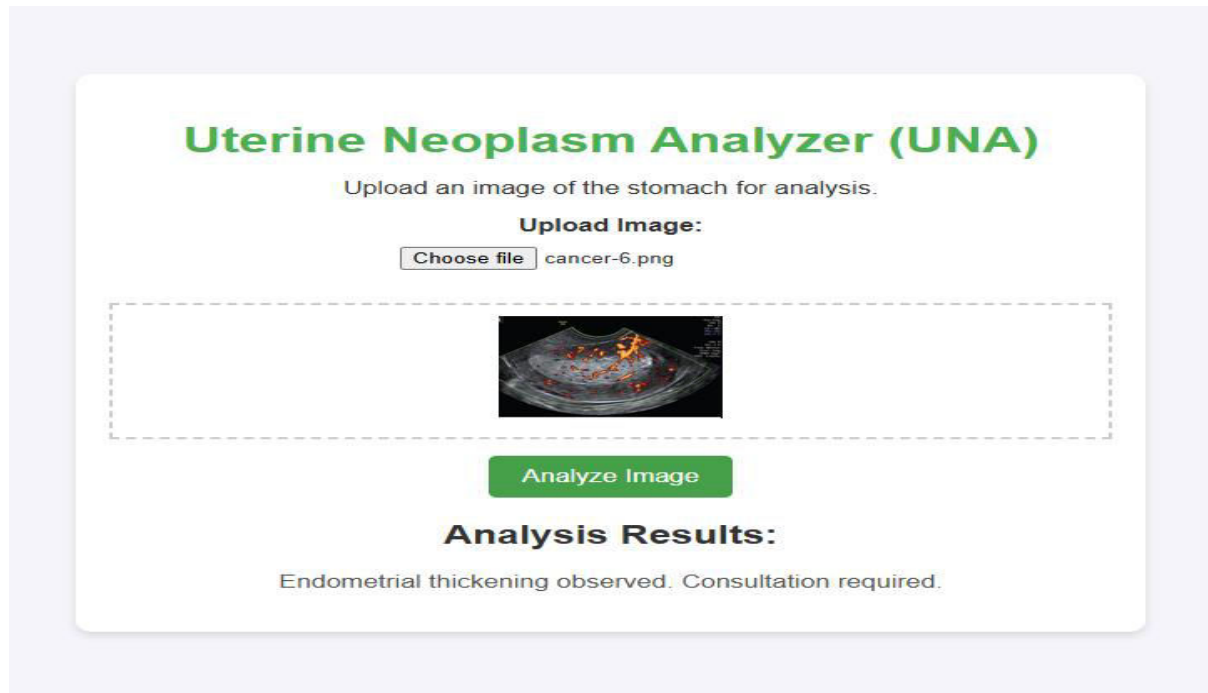 Uterine Neoplasm Analyzer (UNA)
Upload an image of the stomach for analysis.
Upload Image:
Choose file cancer-6.png
Analyze Image
Analysis Results:
Endometrial thickening observed. Consultation required.